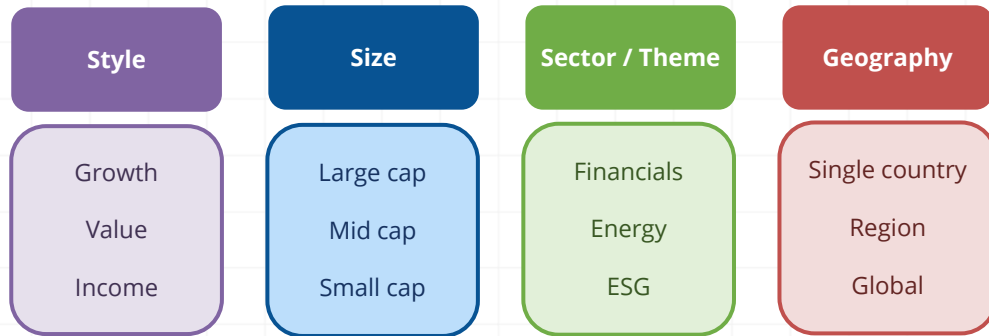 Style
Growth
Value
Income
Size
Large cap
Mid cap
Small cap
Sector / Theme
Financials
Energy
ESG
Geography
Single country
Region
Global